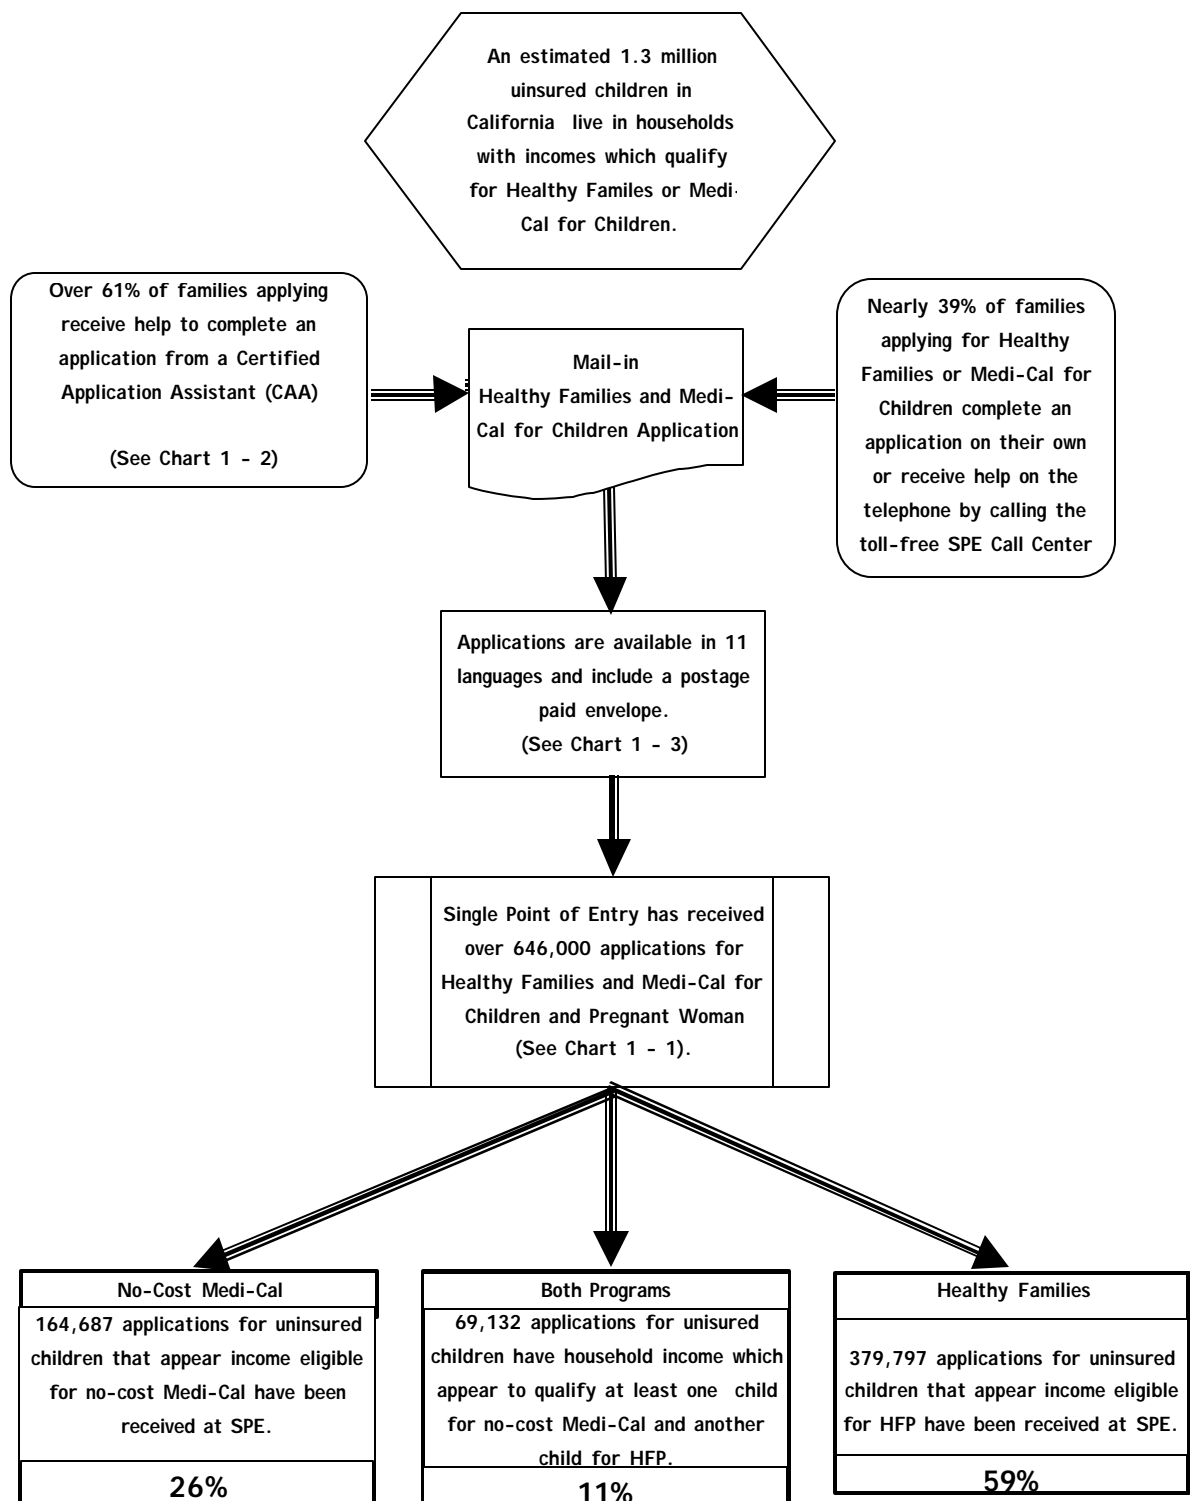 An estimated 1.3 million
uinsured children in
California live in households
with incomes which qualify
for Healthy Familes or Medi-
Cal for Children.
Over 61% of families applying
receive help to complete an
application from a Certified
Application Assistant (CAA)
(See Chart 1 - 2)
Mail-in
Healthy Families and Medi-
Cal for Children Application
Nearly 39% of families
applying for Healthy
Families or Medi-Cal for
Children complete an
application on their own
or receive help on the
telephone by calling the
toll-free SPE Call Center
Applications are available in 11
languages and include a postage
paid envelope.
(See Chart 1 - 3)
Single Point of Entry has received
over 646,000 applications for
Healthy Families and Medi-Cal for
Children and Pregnant Woman
(See Chart 1 - 1).
No-Cost Medi-Cal
164,687 applications for uninsured
children that appear income eligible
for no-cost Medi-Cal have been
received at SPE.
26%
Both Programs
69,132 applications for unisured
children have household income which
appear to qualify at least one child
for no-cost Medi-Cal and another
child for HFP.
11%
Healthy Families
379,797 applications for uninsured
children that appear income eligible
for HFP have been received at SPE.
59%